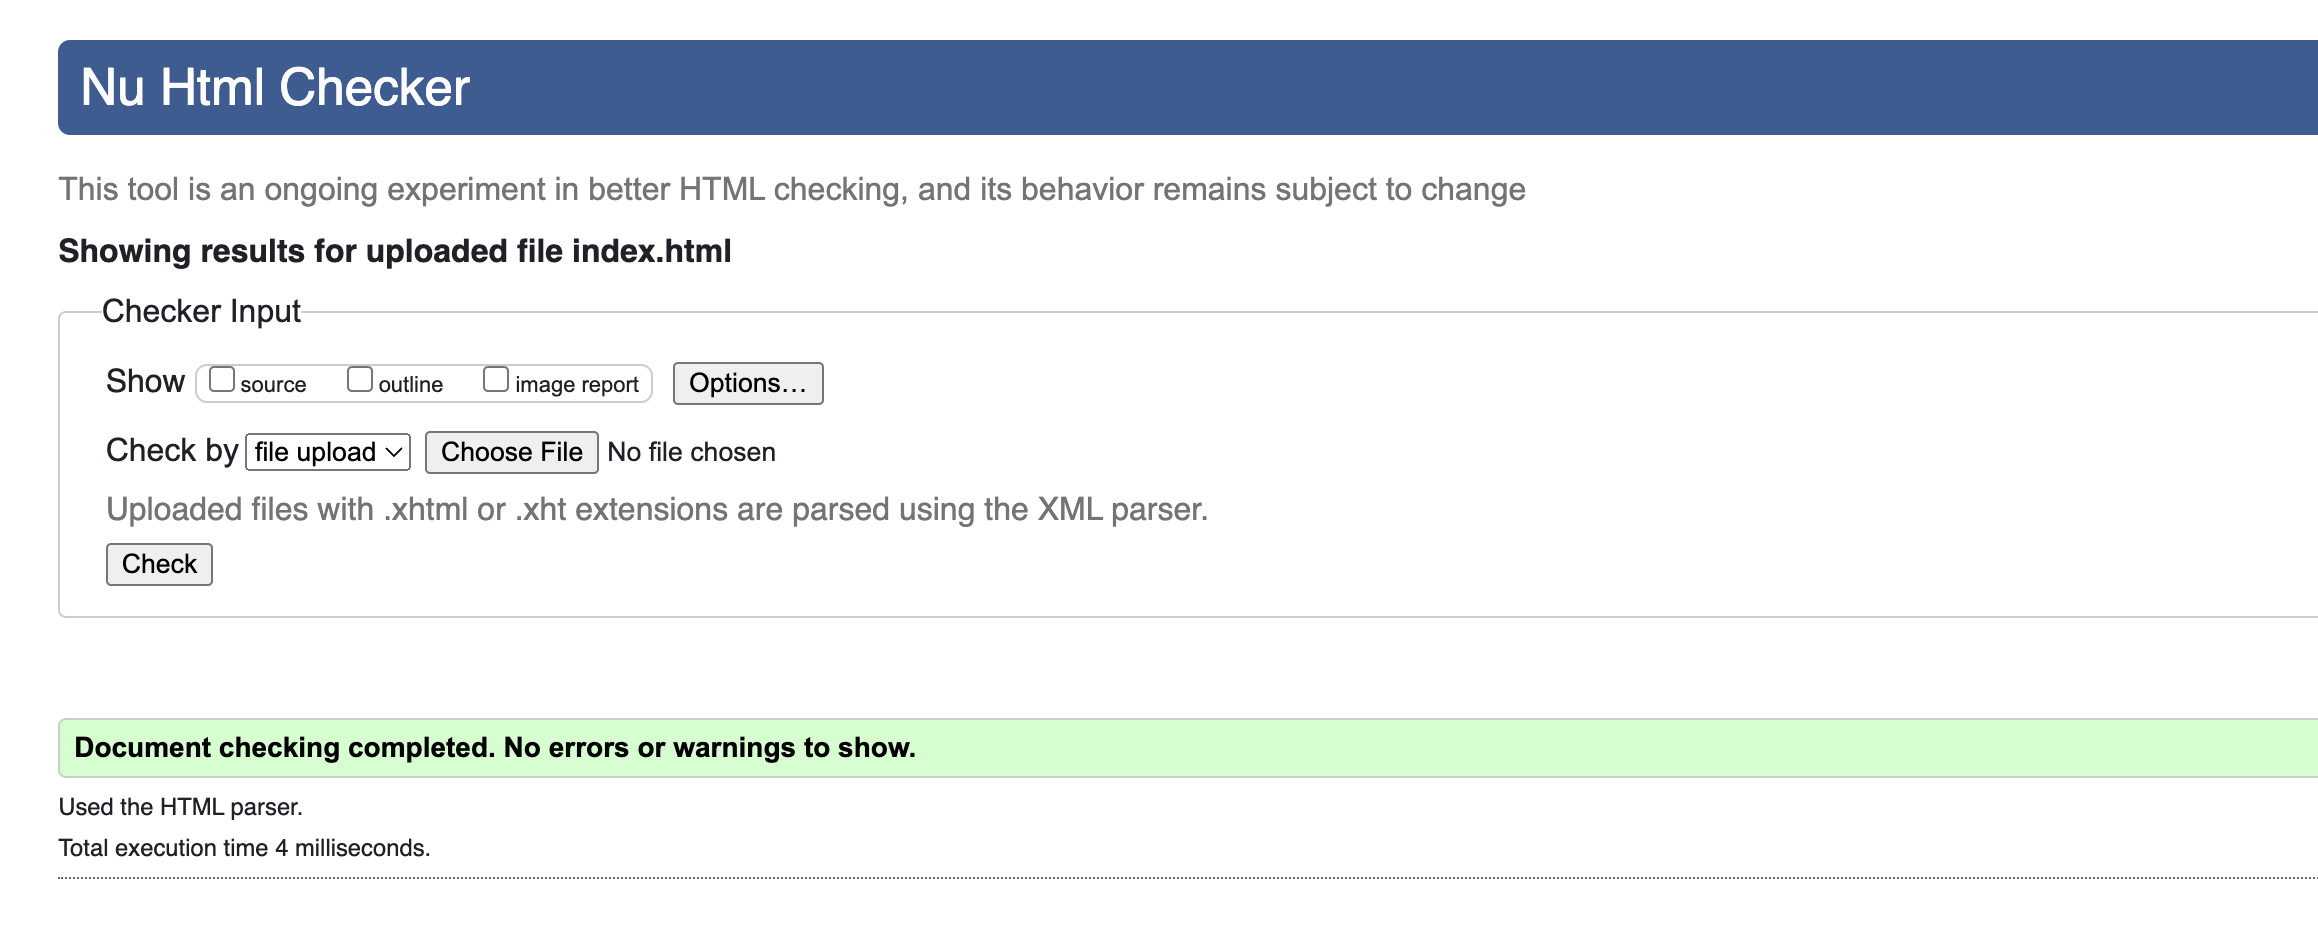 Nu Html Checker
This tool is an ongoing experiment in better HTML checking, and its behavior remains subject to change
Showing results for uploaded file index.html
Checker Input
Show source outline image report Options...
Check by file upload Choose File No file chosen
Uploaded files with .xhtml or .xht extensions are parsed using the XML parser.
Check
Document checking completed. No errors or warnings to show.
Used the HTML parser.
Total execution time 4 milliseconds.